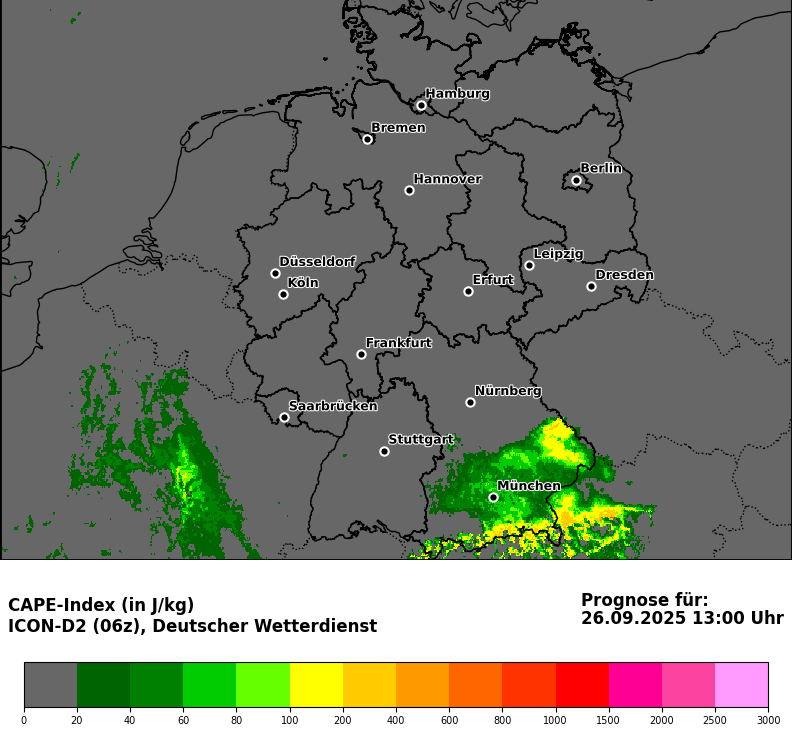 Hamburg
Bremen
Berlin
Hannover
Leipzig
Düsseldorf
Dresden
Köln
Erfurt
Frankfurt
Nürnberg
Saarbrücken
Stuttgart
München
CAPE-Index (in J/kg)
ICON-D2 (06z), Deutscher Wetterdienst
Prognose für:
26.09.2025 13:00 Uhr
0 20 40 60 80 100 200 400 600 800 1000 1500 2000 2500 3000